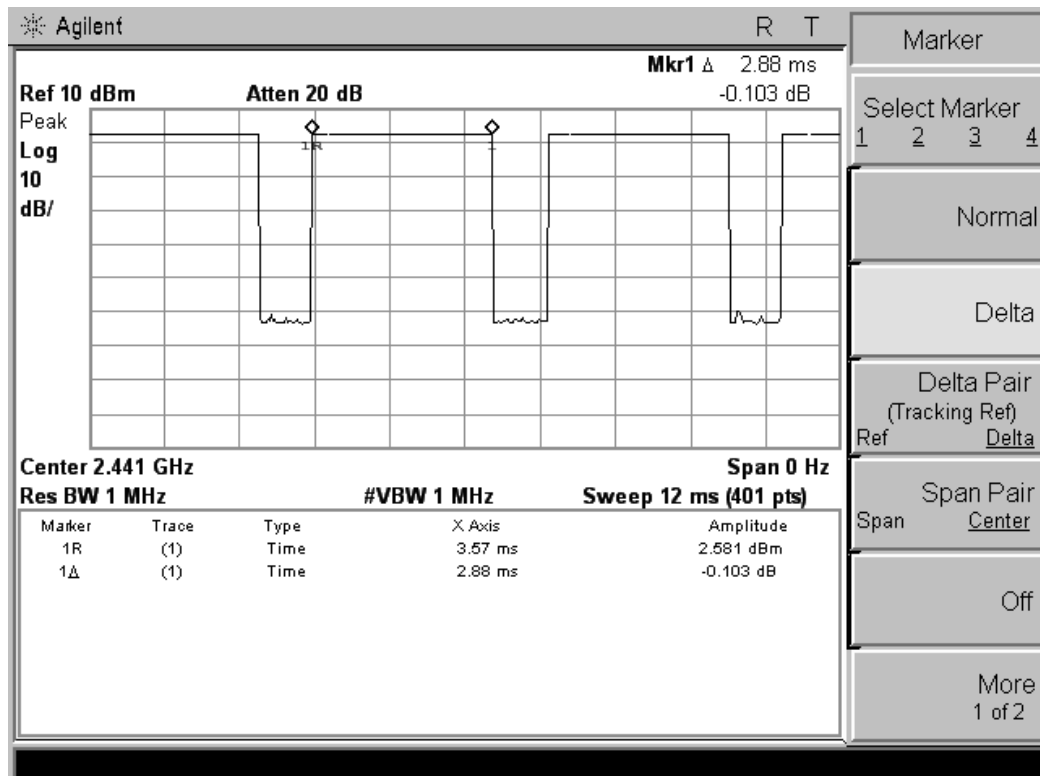 Agilent R T
Mkr1 Δ 2.88 ms
Ref 10 dBm Atten 20 dB -0.103 dB
Peak
Log
10
dB/
1R 1
Center 2.441 GHz Span 0 Hz
Res BW 1 MHz #VBW 1 MHz Sweep 12 ms (401 pts)
Marker Trace Type X Axis Amplitude
1R (1) Time 3.57 ms 2.581 dBm
1Δ (1) Time 2.88 ms -0.103 dB
Marker
Select Marker
1 2 3 4
Normal
Delta
Delta Pair
(Tracking Ref)
Ref Delta
Span Pair
Span Center
Off
More
1 of 2